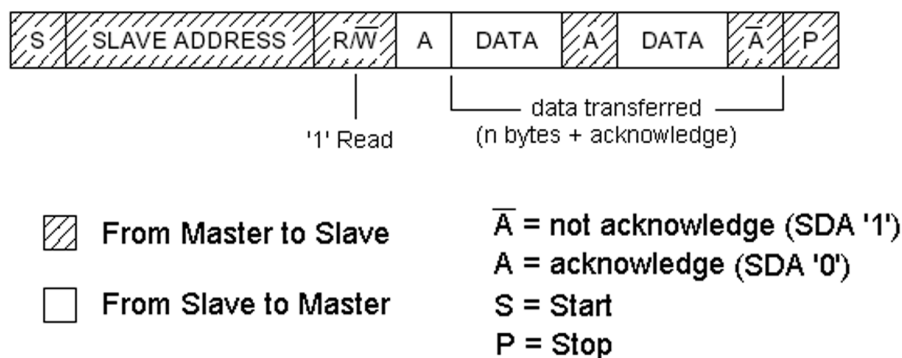 S SLAVE ADDRESS R/W̅ A DATA A DATA A̅ P
data transferred
'1' Read (n bytes + acknowledge)
From Master to Slave
From Slave to Master
A̅ = not acknowledge (SDA '1')
A = acknowledge (SDA '0')
S = Start
P = Stop